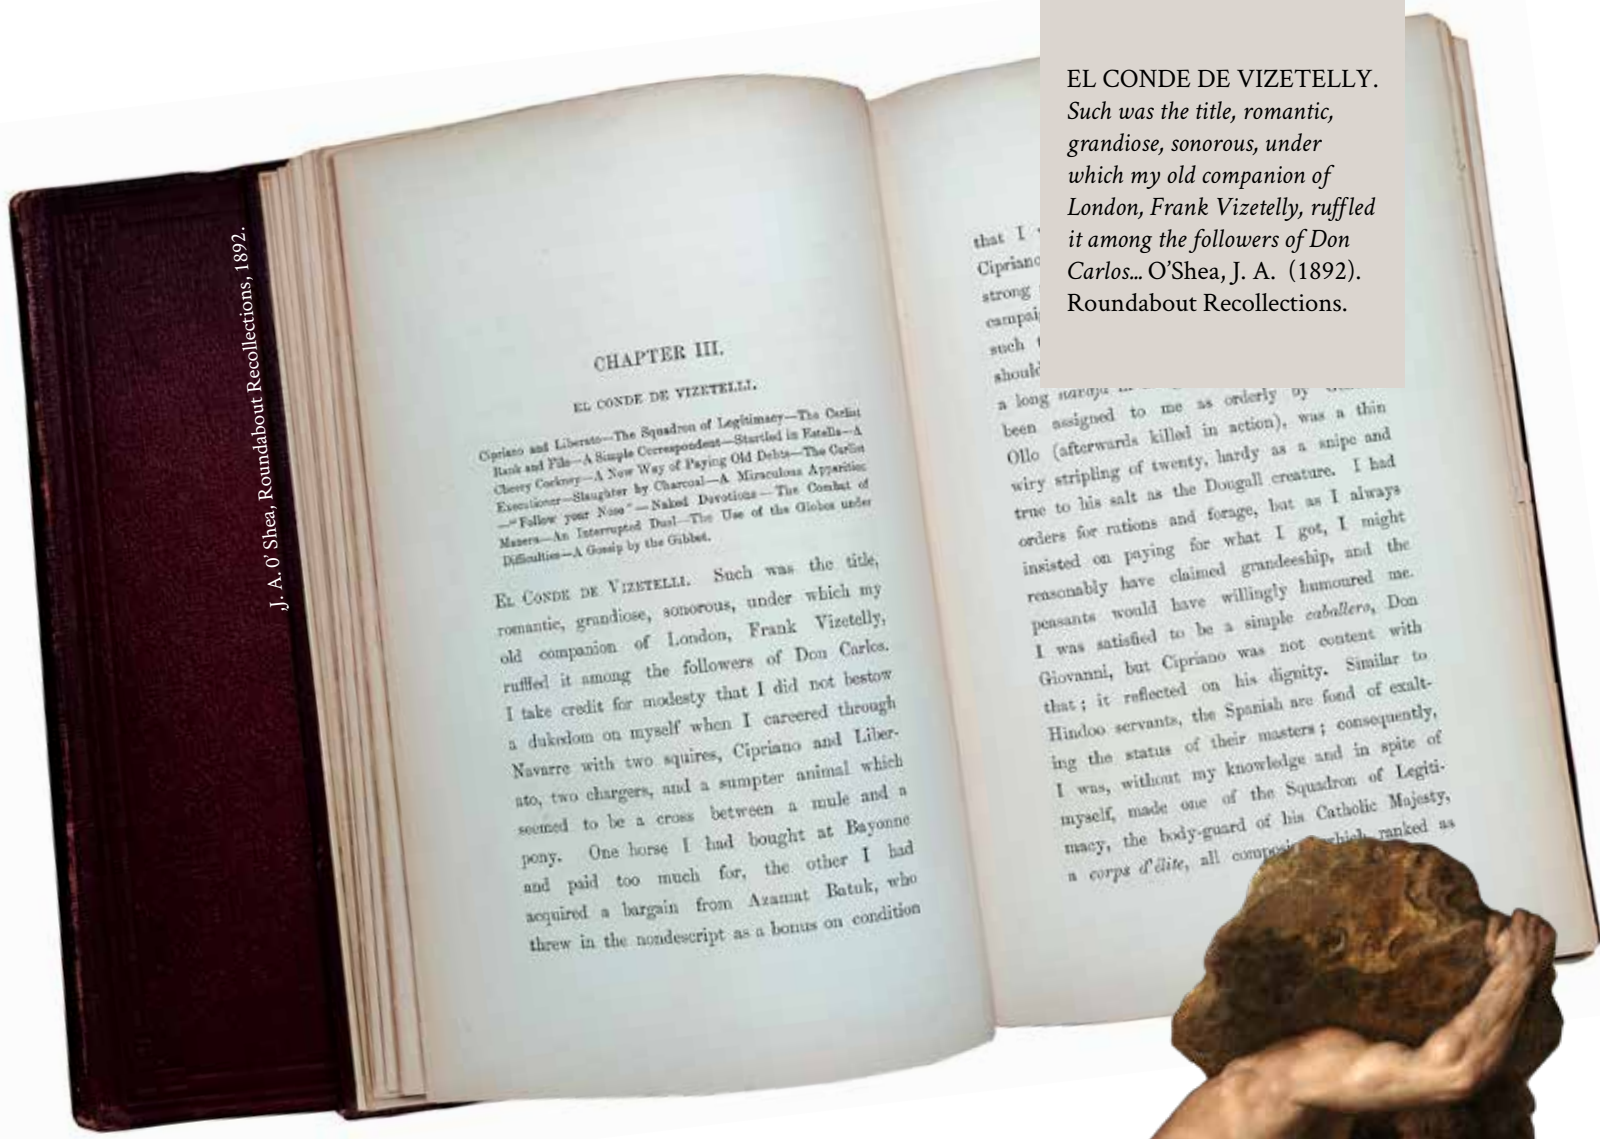 J. A. O' Shea, Roundabout Recollections, 1892.
CHAPTER III.
EL CONDE DE VIZETELLI.
Cipriano and Liberato—The Squadron of Legitimacy—The Carlist
Rank and File—A Simple Correspondent—Startled in Estella—A
Cheery Cockney—A New Way of Paying Old Debts—The Carlist
Executioner—Slaughter by Charcoal—A Miraculous Apparition
—"Follow your Nose"—Naked Devotions—The Combat of
Manera—An Interrupted Duel—The Use of the Globes under
Difficulties—A Gossip by the Gibbet.
EL CONDE DE VIZETELLI. Such was the title,
romantic, grandiose, sonorous, under which my
old companion of London, Frank Vizetelly,
ruffled it among the followers of Don Carlos.
I take credit for modesty that I did not bestow
a dukedom on myself when I careered through
Navarre with two squires, Cipriano and Liber-
ato, two chargers, and a sumpter animal which
seemed to be a cross between a mule and a
pony. One horse I had bought at Bayonne
and paid too much for, the other I had
acquired a bargain from Azamat Batuk, who
threw in the nondescript as a bonus on condition
that I
Cipriano
strong
such
a long
been assigned to me as orderly by
Ollo (afterwards killed in action), was a thin
wiry stripling of twenty, hardy as a snipe and
true to his salt as the Dougall creature. I had
orders for rations and forage, but as I always
insisted on paying for what I got, I might
reasonably have claimed grandeeship, and the
peasants would have willingly humoured me.
I was satisfied to be a simple caballero, Don
Giovanni, but Cipriano was not content with
that; it reflected on his dignity. Similar to
Hindoo servants, the Spanish are fond of exalt-
ing the status of their masters; consequently,
I was, without my knowledge and in spite of
myself, made one of the Squadron of Legiti-
macy, the body-guard of his Catholic Majesty,
a corps d'élite, all which ranked as
EL CONDE DE VIZETELLY.
Such was the title, romantic,
grandiose, sonorous, under
which my old companion of
London, Frank Vizetelly, ruffled
it among the followers of Don
Carlos... O'Shea, J. A. (1892).
Roundabout Recollections.